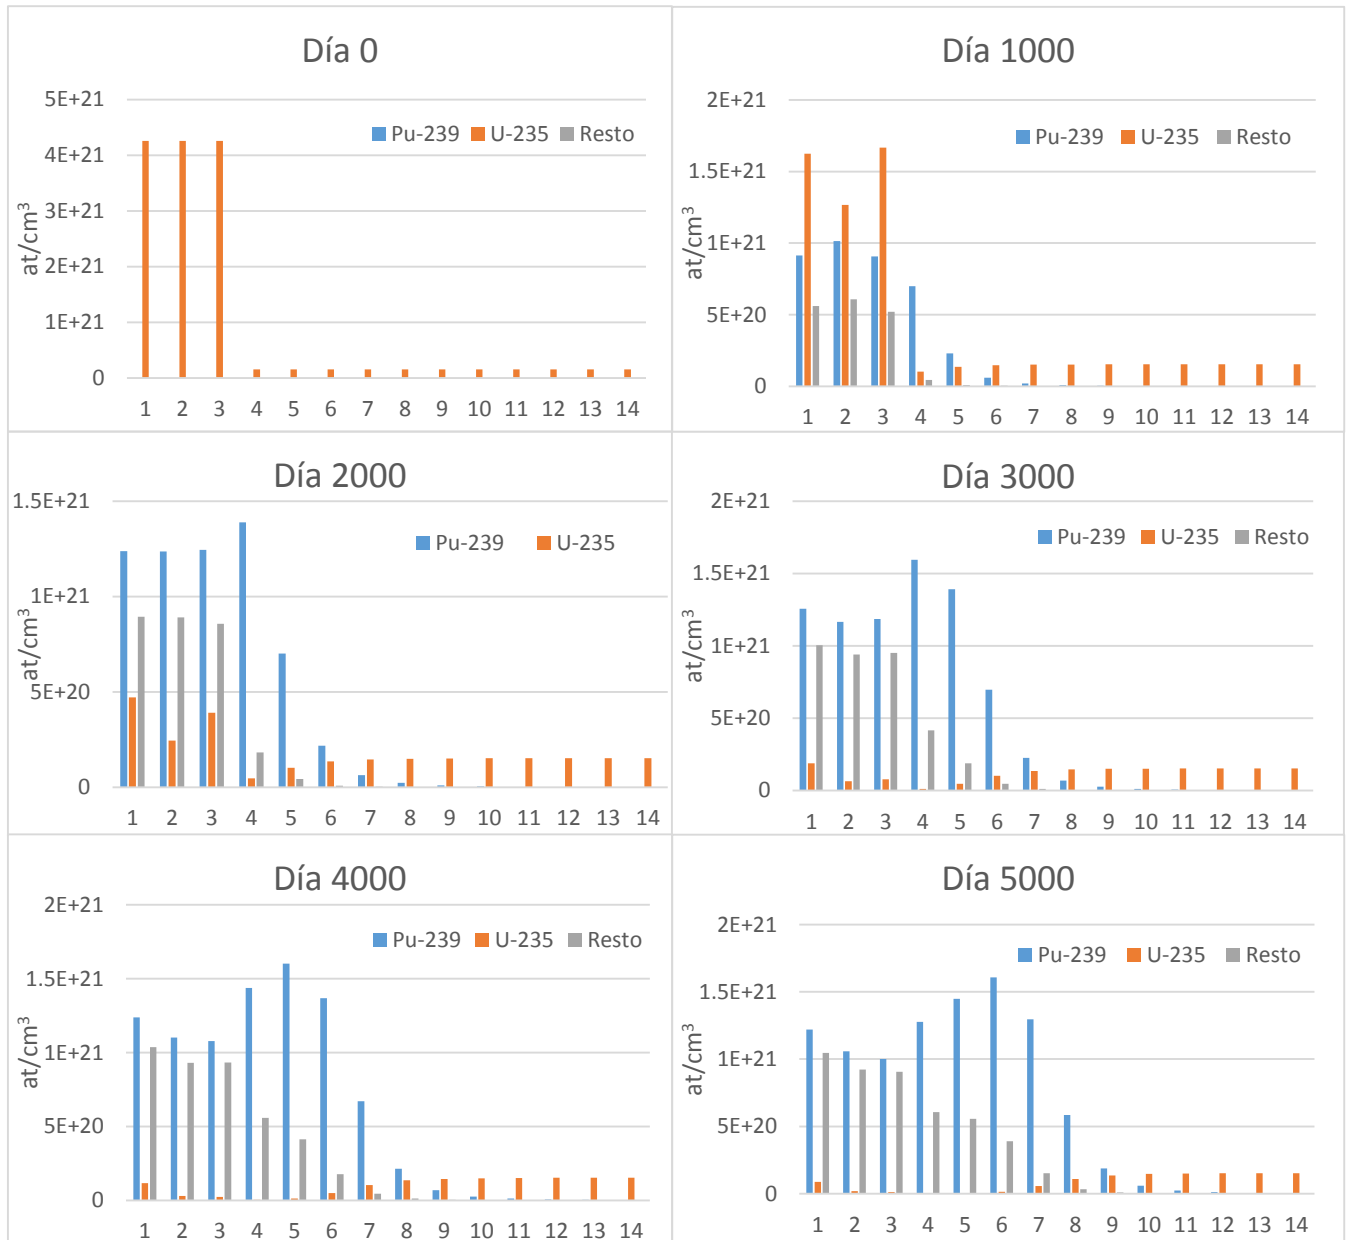 Día 0
5E+21
4E+21
3E+21
2E+21
1E+21
0
at/cm³
Pu-239 U-235 Resto
1 2 3 4 5 6 7 8 9 10 11 12 13 14
Día 1000
2E+21
1.5E+21
1E+21
5E+20
0
at/cm³
Pu-239 U-235 Resto
1 2 3 4 5 6 7 8 9 10 11 12 13 14
Día 2000
1.5E+21
1E+21
5E+20
0
at/cm³
Pu-239 U-235
1 2 3 4 5 6 7 8 9 10 11 12 13 14
Día 3000
2E+21
1.5E+21
1E+21
5E+20
0
at/cm³
Pu-239 U-235 Resto
1 2 3 4 5 6 7 8 9 10 11 12 13 14
Día 4000
2E+21
1.5E+21
1E+21
5E+20
0
at/cm³
Pu-239 U-235 Resto
1 2 3 4 5 6 7 8 9 10 11 12 13 14
Día 5000
2E+21
1.5E+21
1E+21
5E+20
0
at/cm³
Pu-239 U-235 Resto
1 2 3 4 5 6 7 8 9 10 11 12 13 14